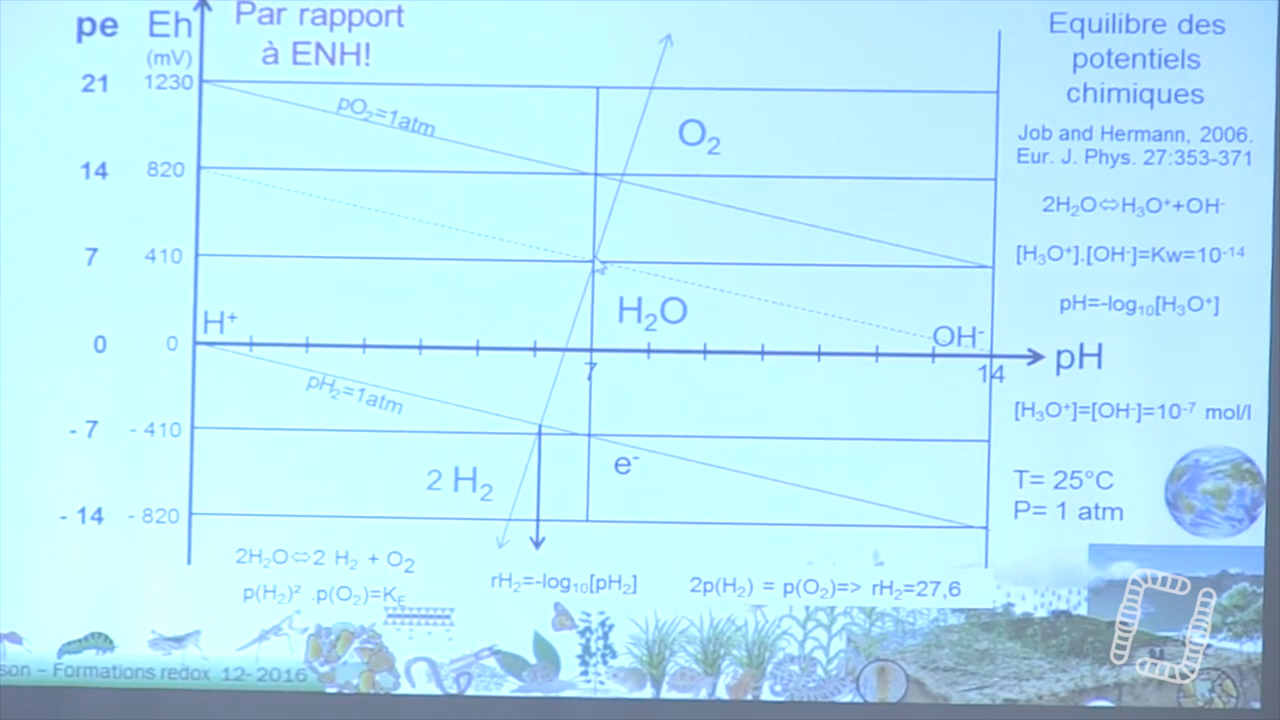 pe Eh
(mV)
Par rapport
à ENH!
21 1230
14 820
7 410
0 0
- 7 - 410
- 14 - 820
pO₂=1atm
O₂
H₂O
H⁺
OH⁻
pH
7
14
pH₂=1atm
2 H₂
e⁻
2H₂O⇔2 H₂ + O₂
p(H₂)² .p(O₂)=K_E
rH₂=-log₁₀[pH₂]
2p(H₂) = p(O₂)=> rH₂=27,6
Equilibre des
potentiels
chimiques
Job and Hermann, 2006.
Eur. J. Phys. 27:353-371
2H₂O⇔H₃O⁺+OH⁻
[H₃O⁺].[OH⁻]=Kw=10⁻¹⁴
pH=-log₁₀[H₃O⁺]
[H₃O⁺]=[OH⁻]=10⁻⁷ mol/l
T= 25°C
P= 1 atm
son – Formations redox 12-2016